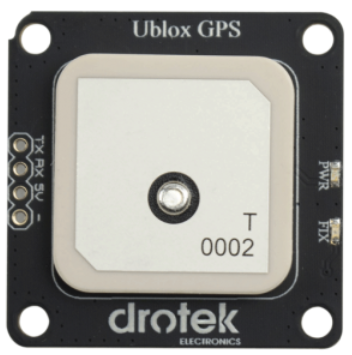 Ublox GPS
TX RX 5V -
PWR
T
0002
FIX
drotek
ELECTRONICS